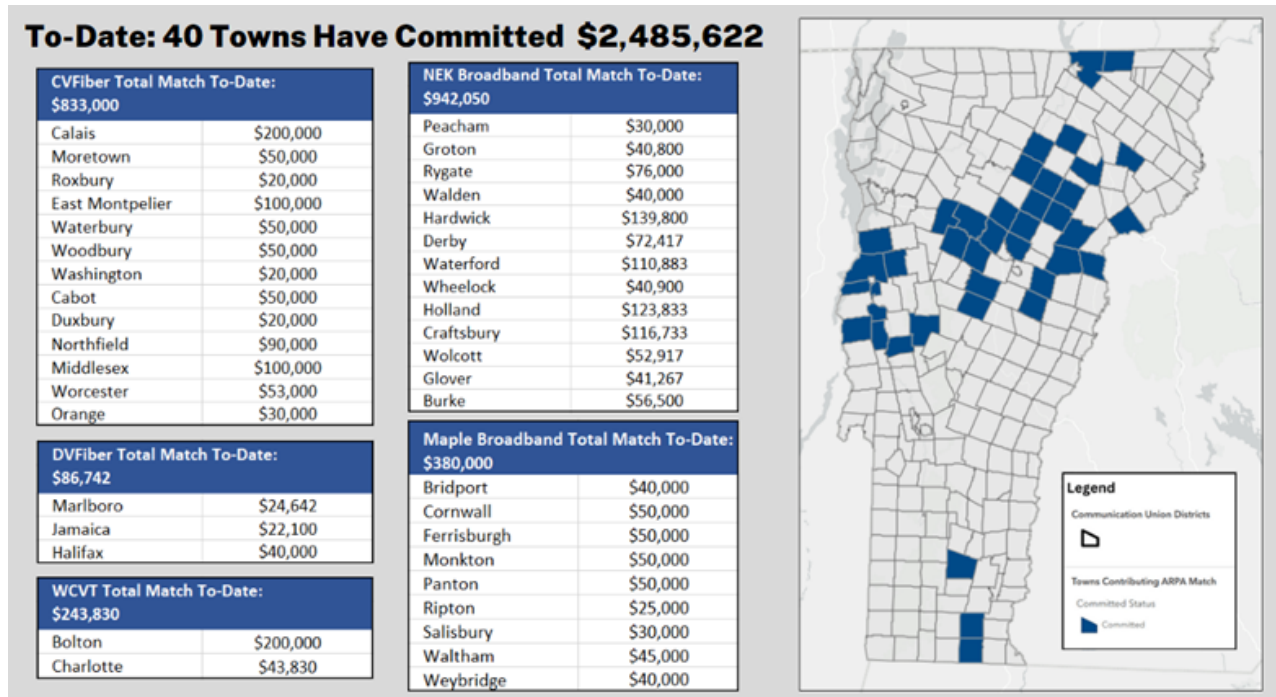 To-Date: 40 Towns Have Committed $2,485,622
CVFiber Total Match To-Date:
$833,000
Calais $200,000
Moretown $50,000
Roxbury $20,000
East Montpelier $100,000
Waterbury $50,000
Woodbury $50,000
Washington $20,000
Cabot $50,000
Duxbury $20,000
Northfield $90,000
Middlesex $100,000
Worcester $53,000
Orange $30,000
DVFiber Total Match To-Date:
$86,742
Marlboro $24,642
Jamaica $22,100
Halifax $40,000
WCVT Total Match To-Date:
$243,830
Bolton $200,000
Charlotte $43,830
NEK Broadband Total Match To-Date:
$942,050
Peacham $30,000
Groton $40,800
Rygate $76,000
Walden $40,000
Hardwick $139,800
Derby $72,417
Waterford $110,883
Wheelock $40,900
Holland $123,833
Craftsbury $116,733
Wolcott $52,917
Glover $41,267
Burke $56,500
Maple Broadband Total Match To-Date:
$380,000
Bridport $40,000
Cornwall $50,000
Ferrisburgh $50,000
Monkton $50,000
Panton $50,000
Ripton $25,000
Salisbury $30,000
Waltham $45,000
Weybridge $40,000
Legend
Communication Union Districts
Towns Contributing ARPA Match
Committed Status
Committed